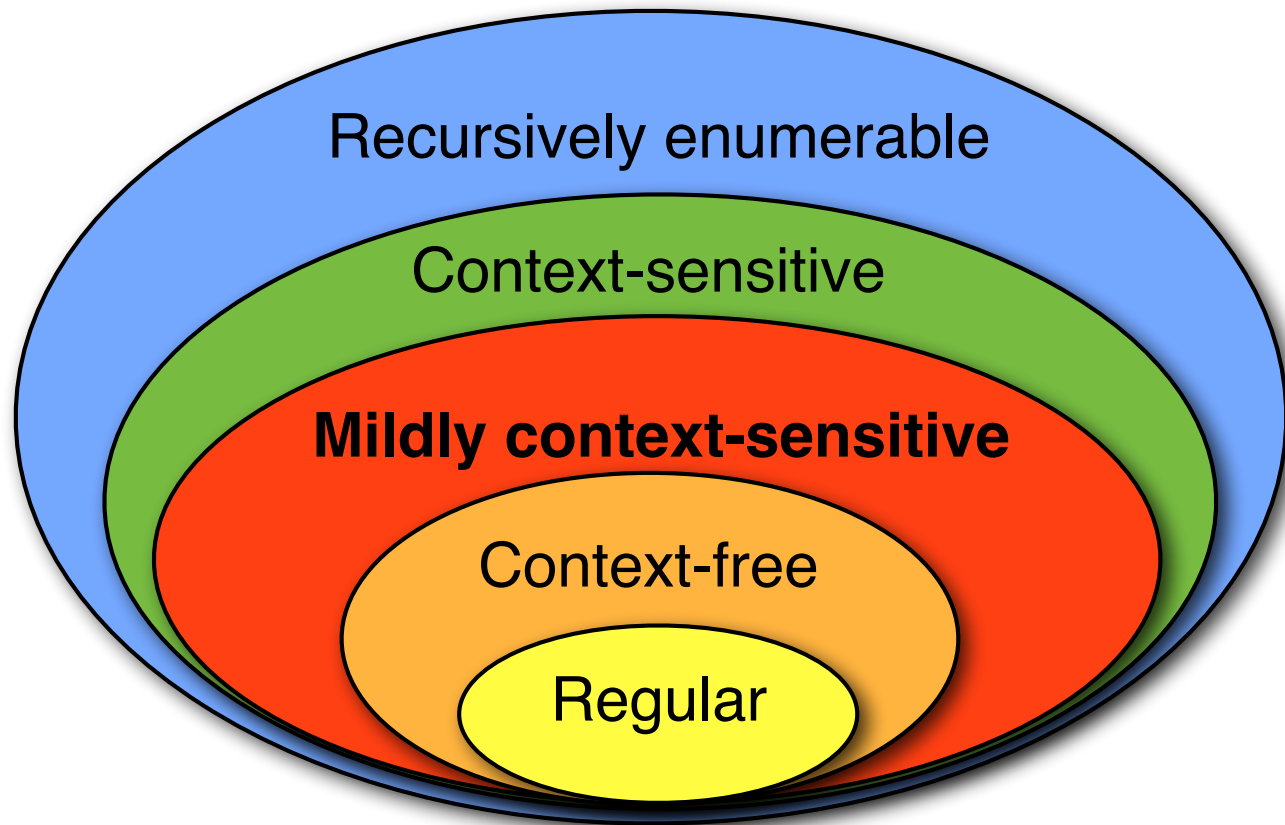 Recursively enumerable
Context-sensitive
Mildly context-sensitive
Context-free
Regular